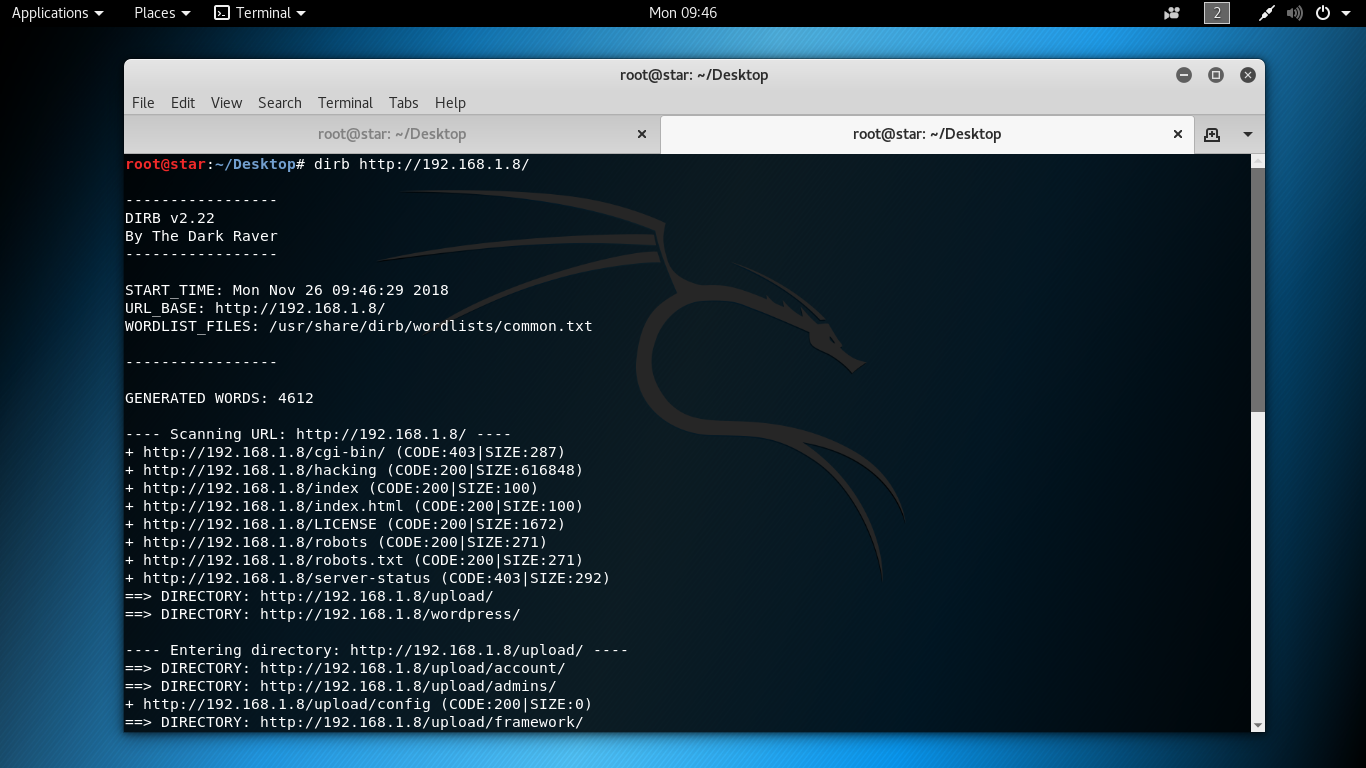 Applications Places Terminal Mon 09:46 2
root@star: ~/Desktop
File Edit View Search Terminal Tabs Help
root@star: ~/Desktop root@star: ~/Desktop
root@star:~/Desktop# dirb http://192.168.1.8/
-----------------
DIRB v2.22
By The Dark Raver
-----------------
START_TIME: Mon Nov 26 09:46:29 2018
URL_BASE: http://192.168.1.8/
WORDLIST_FILES: /usr/share/dirb/wordlists/common.txt
-----------------
GENERATED WORDS: 4612
---- Scanning URL: http://192.168.1.8/ ----
+ http://192.168.1.8/cgi-bin/ (CODE:403|SIZE:287)
+ http://192.168.1.8/hacking (CODE:200|SIZE:616848)
+ http://192.168.1.8/index (CODE:200|SIZE:100)
+ http://192.168.1.8/index.html (CODE:200|SIZE:100)
+ http://192.168.1.8/LICENSE (CODE:200|SIZE:1672)
+ http://192.168.1.8/robots (CODE:200|SIZE:271)
+ http://192.168.1.8/robots.txt (CODE:200|SIZE:271)
+ http://192.168.1.8/server-status (CODE:403|SIZE:292)
==> DIRECTORY: http://192.168.1.8/upload/
==> DIRECTORY: http://192.168.1.8/wordpress/
---- Entering directory: http://192.168.1.8/upload/ ----
==> DIRECTORY: http://192.168.1.8/upload/account/
==> DIRECTORY: http://192.168.1.8/upload/admins/
+ http://192.168.1.8/upload/config (CODE:200|SIZE:0)
==> DIRECTORY: http://192.168.1.8/upload/framework/